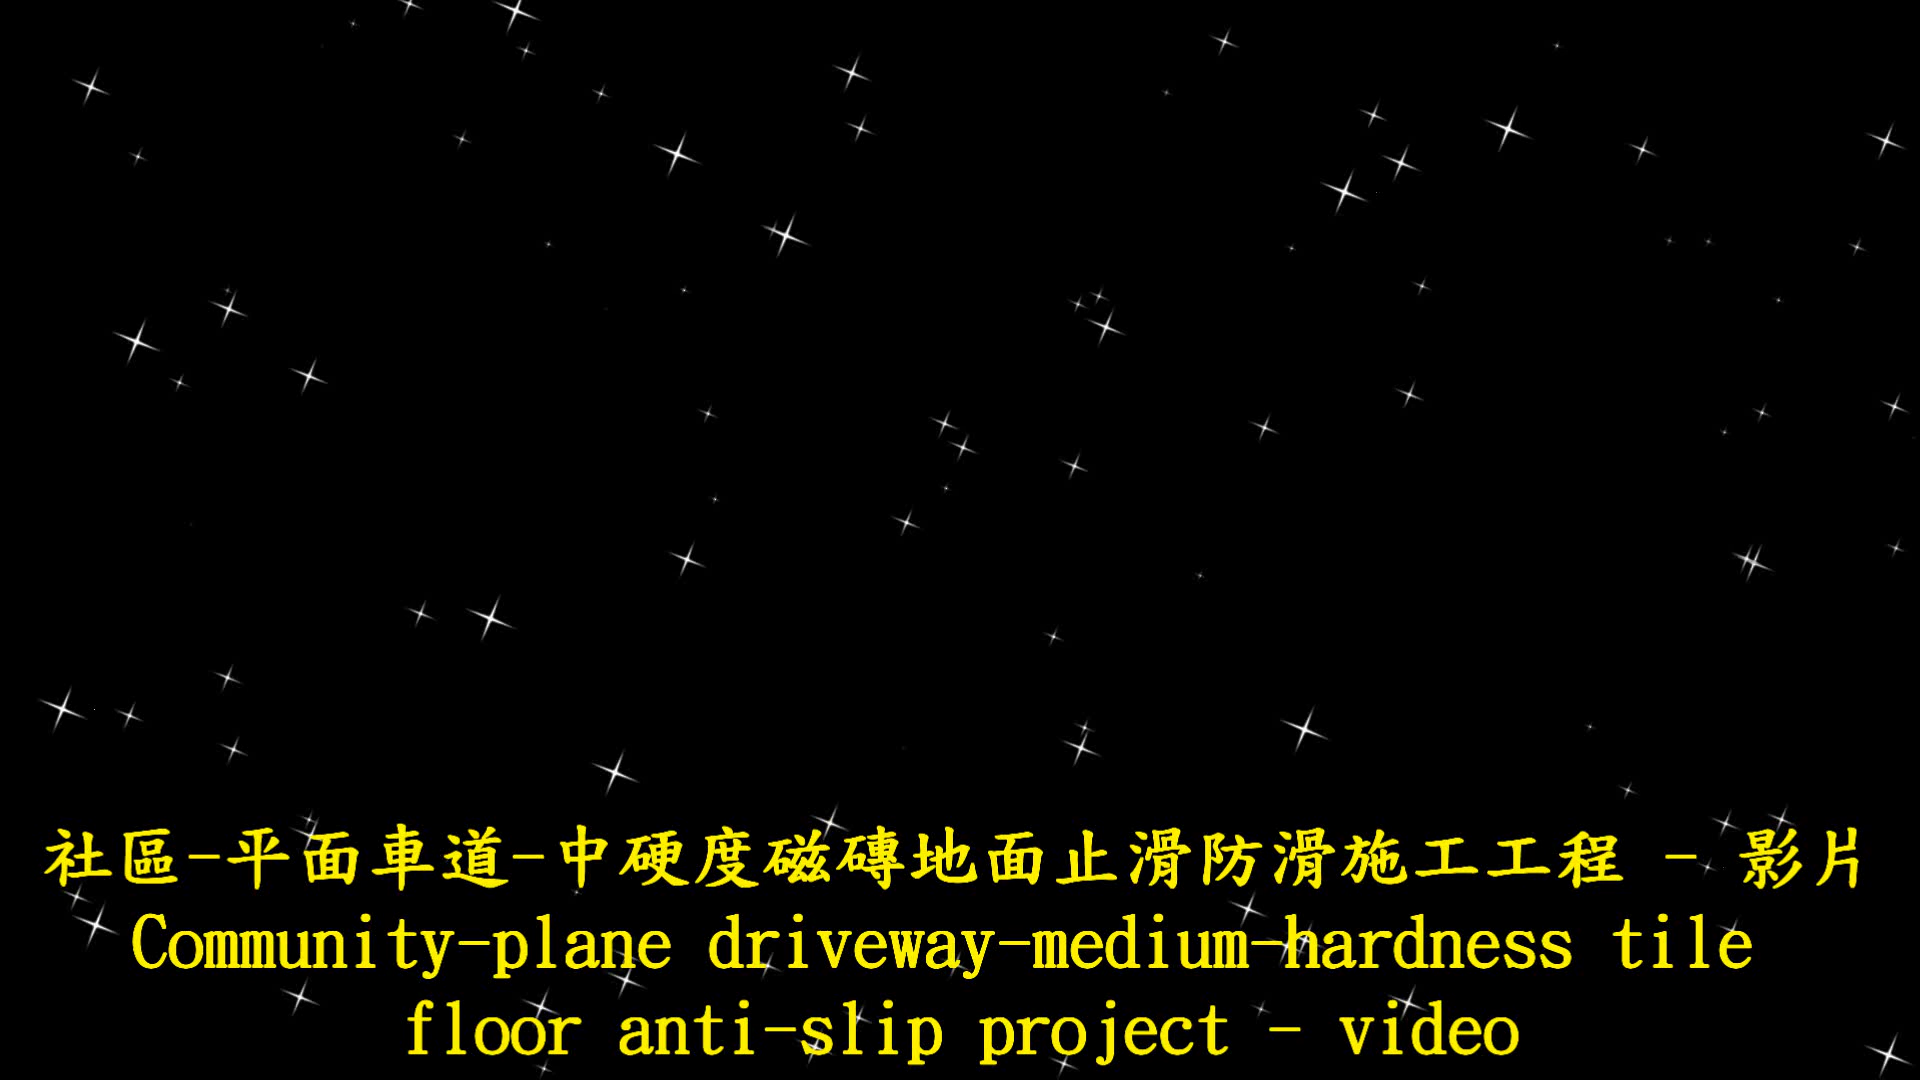 社區-平面車道-中硬度磁磚地面止滑防滑施工工程 - 影片
Community-plane driveway-medium-hardness tile
floor anti-slip project - video